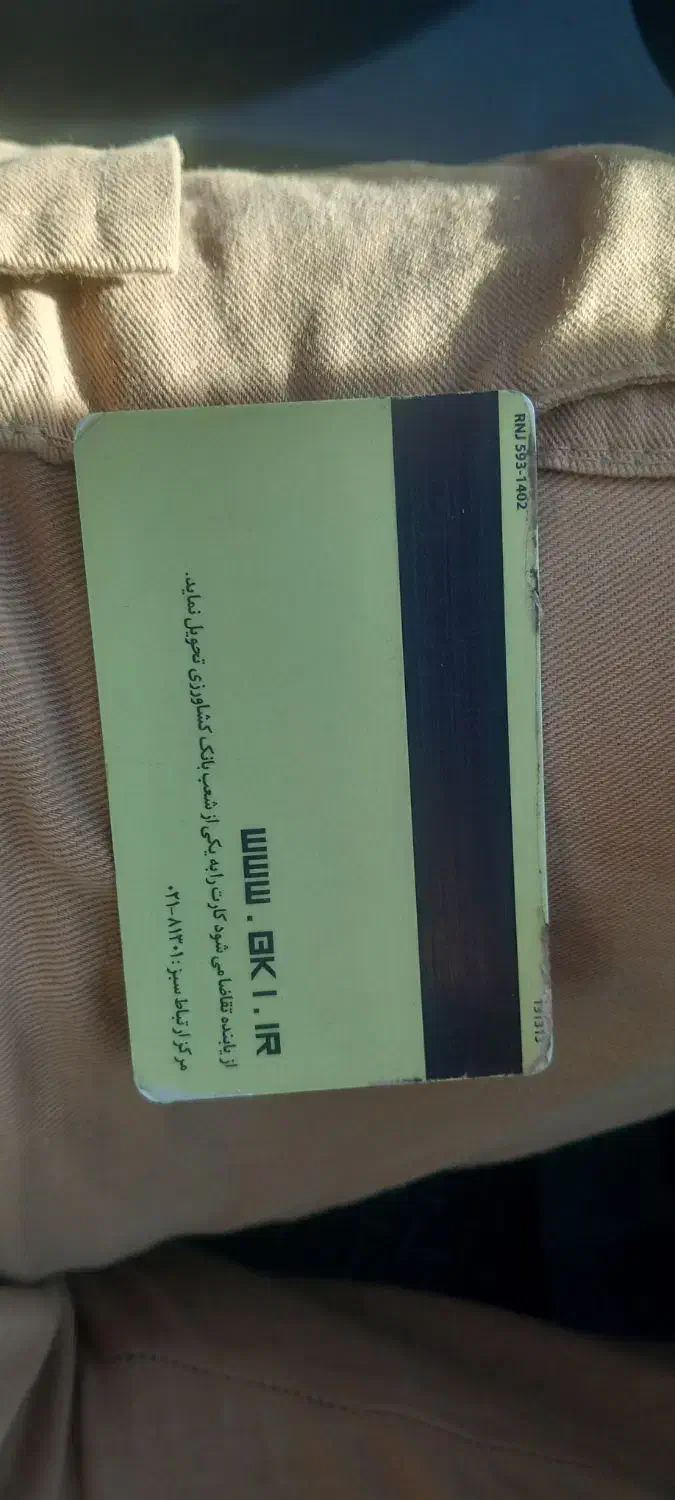 RNJ 593-1402
191313
www.BKI.IR
از یابنده تقاضا می شود کارت را به یکی از شعب بانک کشاورزی تحویل نماید.
مرکز ارتباط سبز : ۸۱۳۰۱-۰۲۱